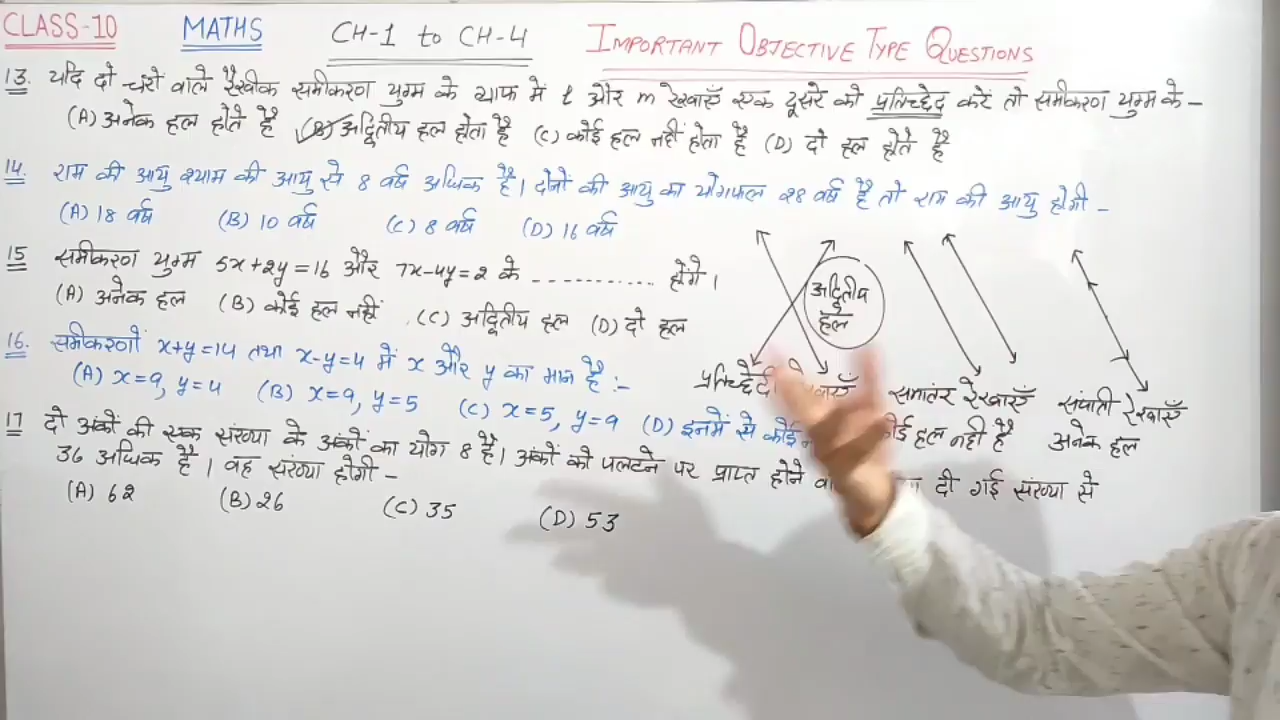 CLASS-10 MATHS CH-1 to CH-4 IMPORTANT OBJECTIVE TYPE QUESTIONS
13. यदि दो चरों वाले रैखीक समीकरण युग्म के ग्राफ में l और m रेखाएँ एक दूसरे को प्रतिच्छेद करें तो समीकरण युग्म के –
(A) अनेक हल होते है (B) अद्वितीय हल होता है (C) कोई हल नहीं होता है (D) दो हल होते है
14. राम की आयु श्याम की आयु से 8 वर्ष अधिक है। दोनों की आयु का योगफल २८ वर्ष है तो राम की आयु होगी –
(A) 18 वर्ष (B) 10 वर्ष (C) 8 वर्ष (D) 16 वर्ष
15 समीकरण युग्म 5x+2y=16 और 7x-4y=2 के ............ होंगे।
(A) अनेक हल (B) कोई हल नहीं (C) अद्वितीय हल (D) दो हल
16. समीकरणों x+y=14 तथा x-y=4 में x और y का मान है :-
(A) x=9, y=4 (B) x=9, y=5 (C) x=5, y=9 (D) इनमें से कोई
17 दो अंकों की एक संख्या के अंकों का योग 8 है। अंकों को पलटने पर प्राप्त होने दी गई संख्या से
36 अधिक है। वह संख्या होगी –
(A) 62 (B) 26 (C) 35 (D) 53
अद्वितीय
हल
समांतर रेखाएँ
हल नही है
संपाती रेखाएँ
अनेक हल